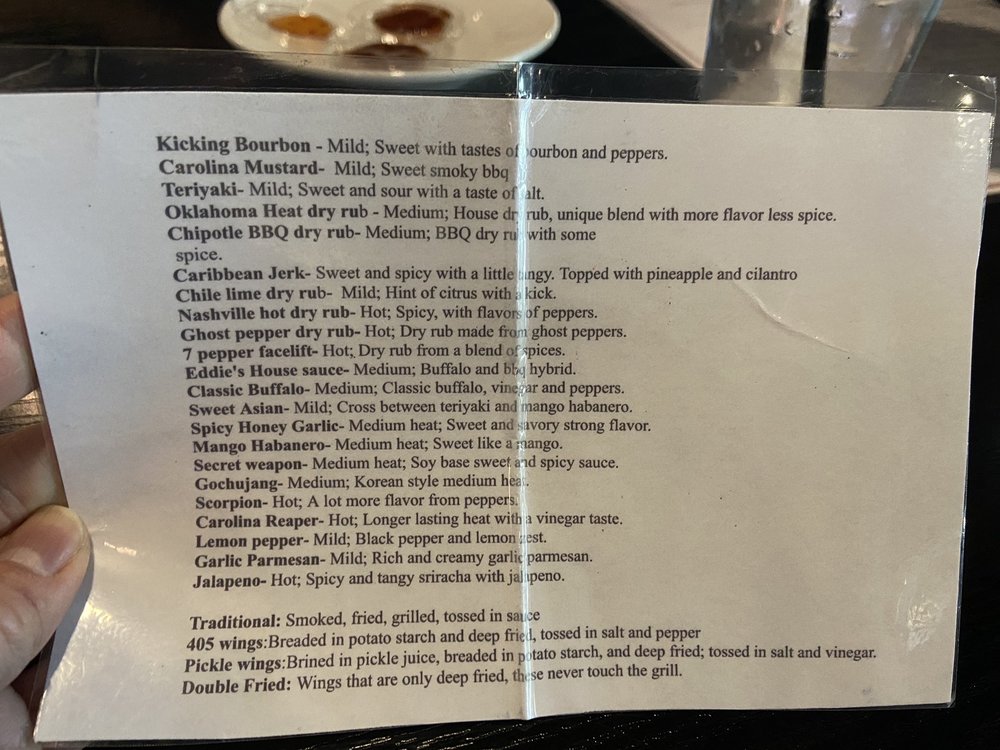 Kicking Bourbon - Mild; Sweet with tastes of bourbon and peppers.
Carolina Mustard- Mild; Sweet smoky bbq
Teriyaki- Mild; Sweet and sour with a taste of salt.
Oklahoma Heat dry rub - Medium; House dry rub, unique blend with more flavor less spice.
Chipotle BBQ dry rub- Medium; BBQ dry rub with some
spice.
Caribbean Jerk- Sweet and spicy with a little tangy. Topped with pineapple and cilantro
Chile lime dry rub- Mild; Hint of citrus with a kick.
Nashville hot dry rub- Hot; Spicy, with flavors of peppers.
Ghost pepper dry rub- Hot; Dry rub made from ghost peppers.
7 pepper facelift- Hot; Dry rub from a blend of spices.
Eddie's House sauce- Medium; Buffalo and bbq hybrid.
Classic Buffalo- Medium; Classic buffalo, vinegar and peppers.
Sweet Asian- Mild; Cross between teriyaki and mango habanero.
Spicy Honey Garlic- Medium heat; Sweet and savory strong flavor.
Mango Habanero- Medium heat; Sweet like a mango.
Secret weapon- Medium heat; Soy base sweet and spicy sauce.
Gochujang- Medium; Korean style medium heat.
Scorpion- Hot; A lot more flavor from peppers.
Carolina Reaper- Hot; Longer lasting heat with a vinegar taste.
Lemon pepper- Mild; Black pepper and lemon zest.
Garlic Parmesan- Mild; Rich and creamy garlic parmesan.
Jalapeno- Hot; Spicy and tangy sriracha with jalapeno.
Traditional: Smoked, fried, grilled, tossed in sauce
405 wings:Breaded in potato starch and deep fried, tossed in salt and pepper
Pickle wings:Brined in pickle juice, breaded in potato starch, and deep fried; tossed in salt and vinegar.
Double Fried: Wings that are only deep fried, these never touch the grill.